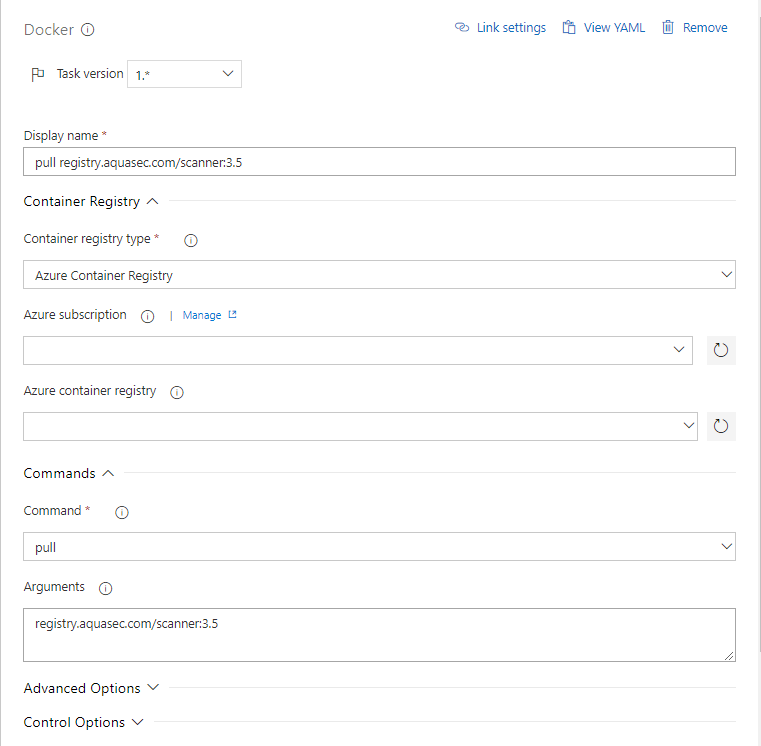 Docker
Link settings View YAML Remove
Task version 1.*
Display name *
pull registry.aquasec.com/scanner:3.5
Container Registry
Container registry type *
Azure Container Registry
Azure subscription | Manage
Azure container registry
Commands
Command *
pull
Arguments
registry.aquasec.com/scanner:3.5
Advanced Options
Control Options